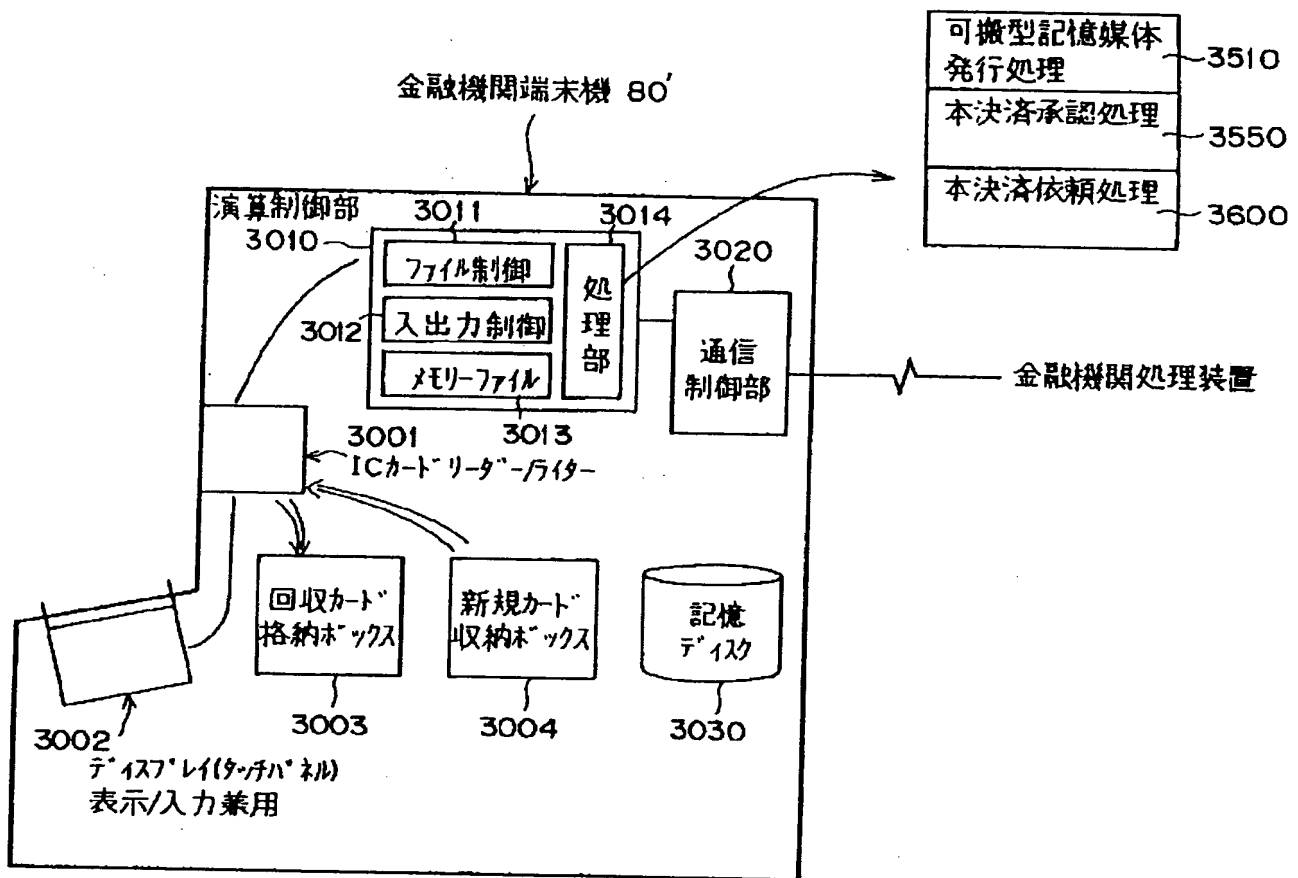 可搬型記憶媒体
発行処理
3510
本決済承認処理
3550
本決済依頼処理
3600
金融機関端末機 80′
演算制御部
3010
3011
ファイル制御
3012
入出力制御
メモリーファイル
3013
3014
処理部
3020
通信
制御部
金融機関処理装置
3001
ICカードリーダー/ライター
回収カード
格納ボックス
3003
新規カード
収納ボックス
3004
記憶
ディスク
3030
3002
ディスプレイ(タッチパネル)
表示/入力兼用